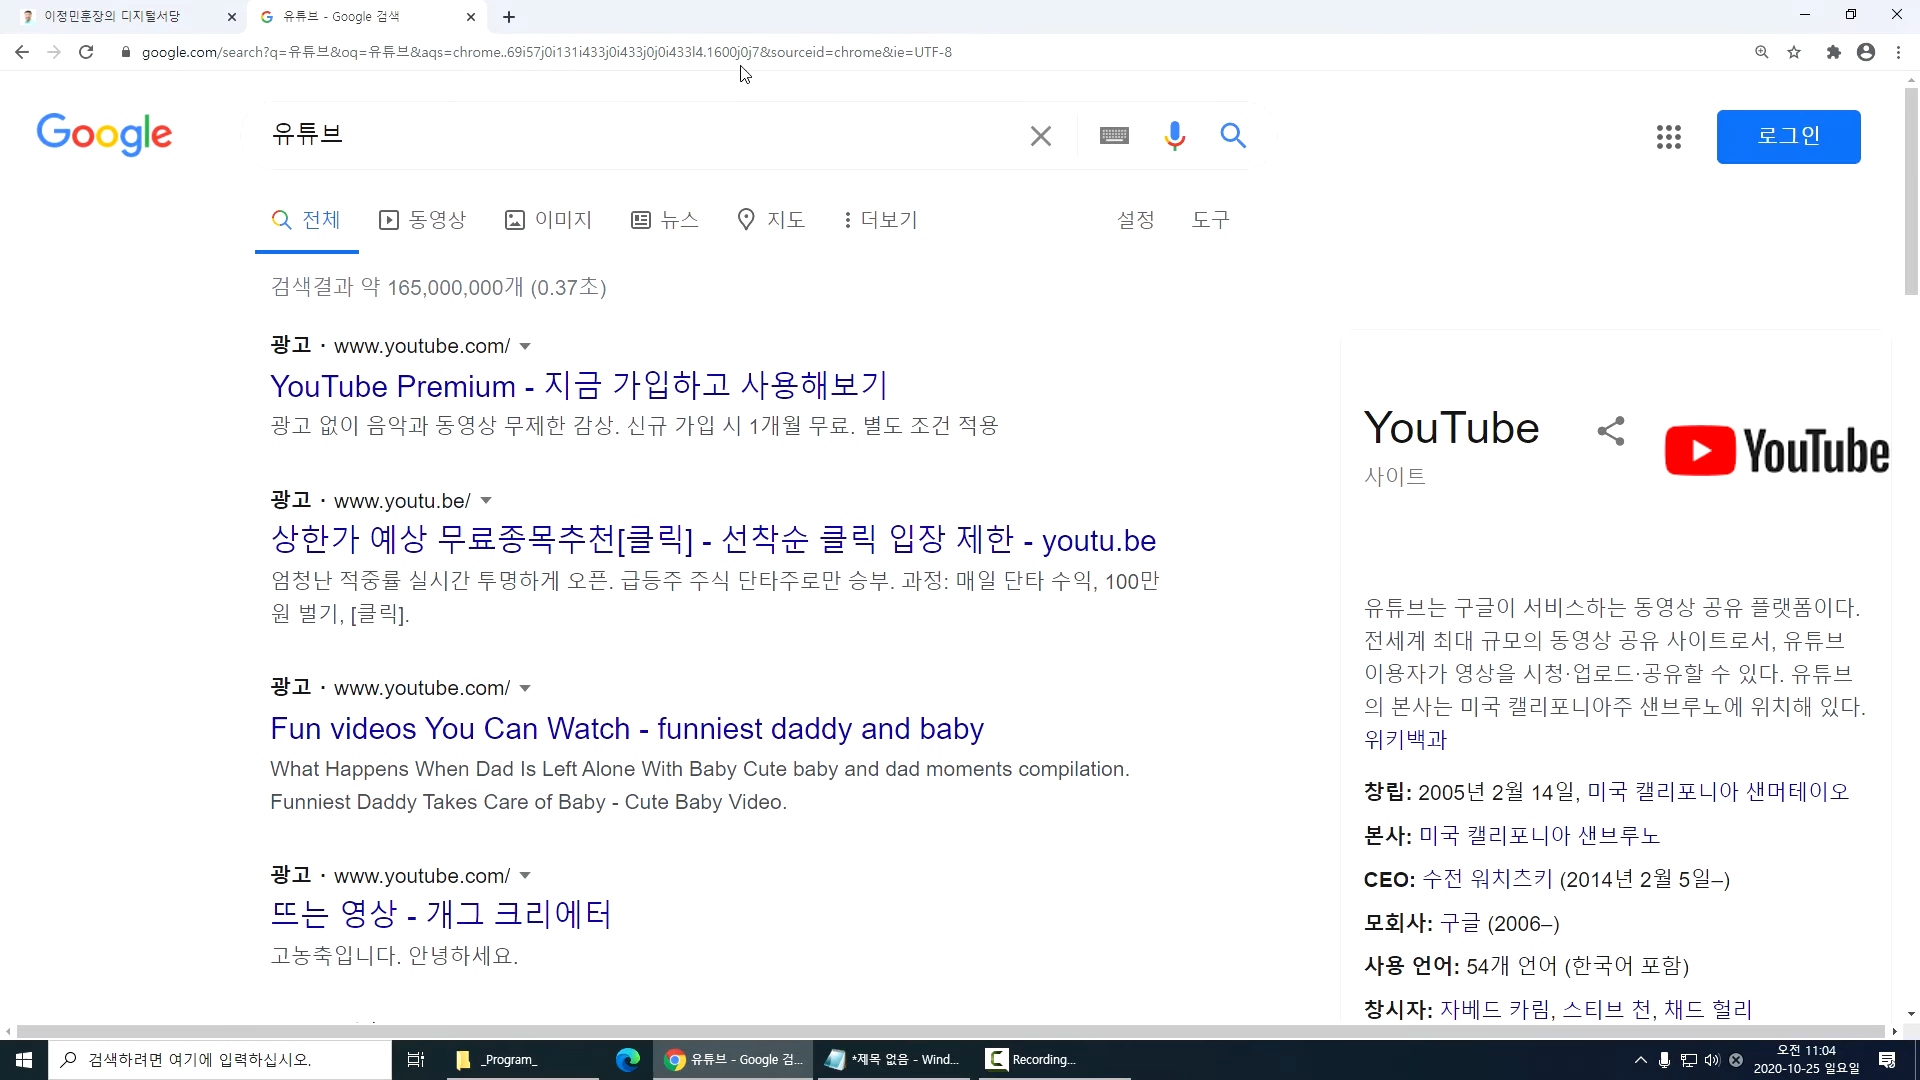 이정민훈장의 디지털서당
유튜브 - Google 검색
google.com/search?q=유튜브&oq=유튜브&aqs=chrome..69i57j0i131i433j0i433j0j0i433l4.1600j0j7&sourceid=chrome&ie=UTF-8
Google
유튜브
로그인
전체
동영상
이미지
뉴스
지도
더보기
설정
도구
검색결과 약 165,000,000개 (0.37초)
광고 · www.youtube.com/
YouTube Premium - 지금 가입하고 사용해보기
광고 없이 음악과 동영상 무제한 감상. 신규 가입 시 1개월 무료. 별도 조건 적용
광고 · www.youtu.be/
상한가 예상 무료종목추천[클릭] - 선착순 클릭 입장 제한 - youtu.be
엄청난 적중률 실시간 투명하게 오픈. 급등주 주식 단타주로만 승부. 과정: 매일 단타 수익, 100만
원 벌기, [클릭].
광고 · www.youtube.com/
Fun videos You Can Watch - funniest daddy and baby
What Happens When Dad Is Left Alone With Baby Cute baby and dad moments compilation.
Funniest Daddy Takes Care of Baby - Cute Baby Video.
광고 · www.youtube.com/
뜨는 영상 - 개그 크리에터
고농축입니다. 안녕하세요.
YouTube
사이트
YouTube
유튜브는 구글이 서비스하는 동영상 공유 플랫폼이다.
전세계 최대 규모의 동영상 공유 사이트로서, 유튜브
이용자가 영상을 시청·업로드·공유할 수 있다. 유튜브
의 본사는 미국 캘리포니아주 샌브루노에 위치해 있다.
위키백과
창립: 2005년 2월 14일, 미국 캘리포니아 샌머테이오
본사: 미국 캘리포니아 샌브루노
CEO: 수전 워치츠키 (2014년 2월 5일–)
모회사: 구글 (2006–)
사용 언어: 54개 언어 (한국어 포함)
창시자: 자베드 카림, 스티브 천, 채드 헐리
검색하려면 여기에 입력하십시오.
_Program_
유튜브 - Google 검...
*제목 없음 - Wind...
Recording...
오전 11:04
2020-10-25 일요일